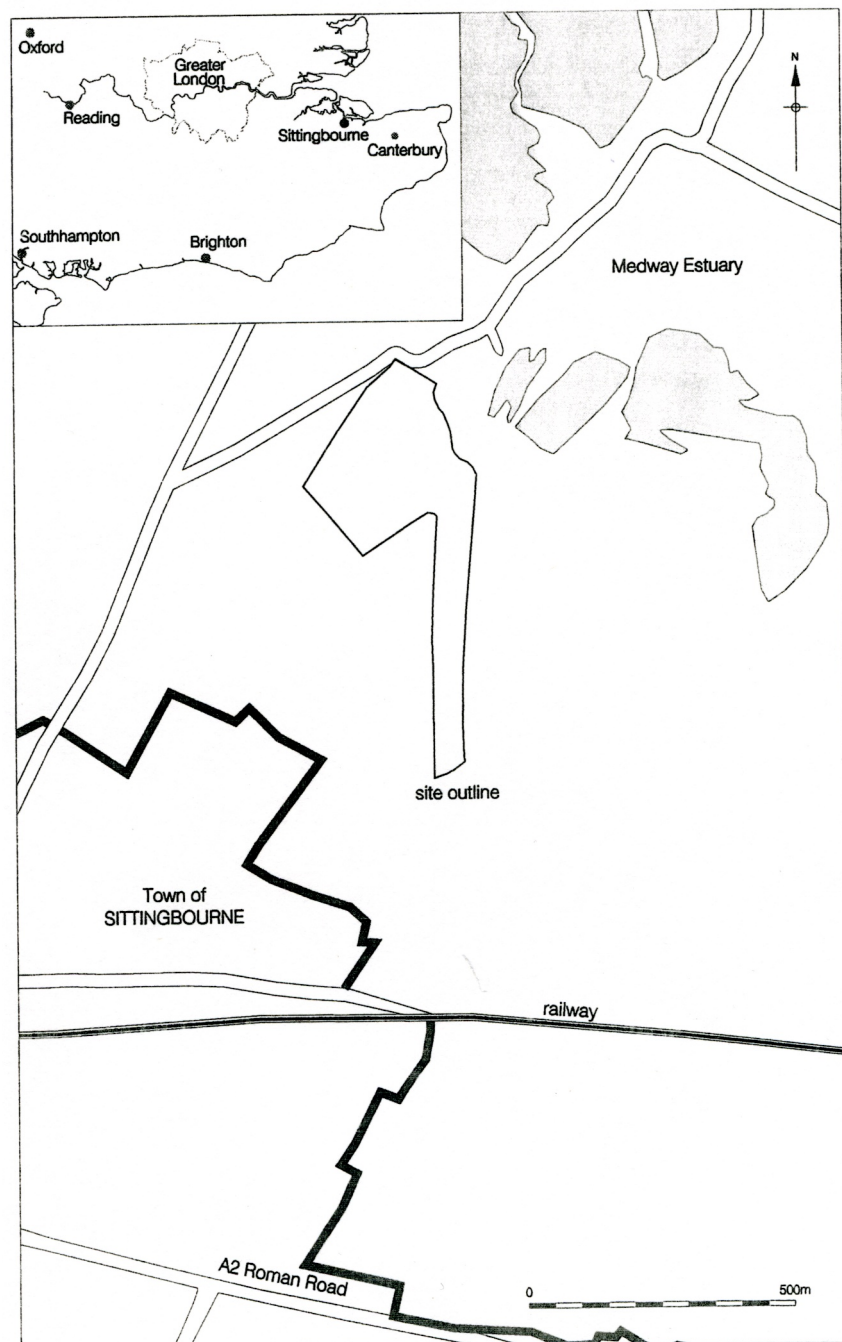 Oxford
Greater
London
Reading
Sittingbourne
Canterbury
Southhampton
Brighton
N
Medway Estuary
site outline
Town of
SITTINGBOURNE
railway
A2 Roman Road
0
500m